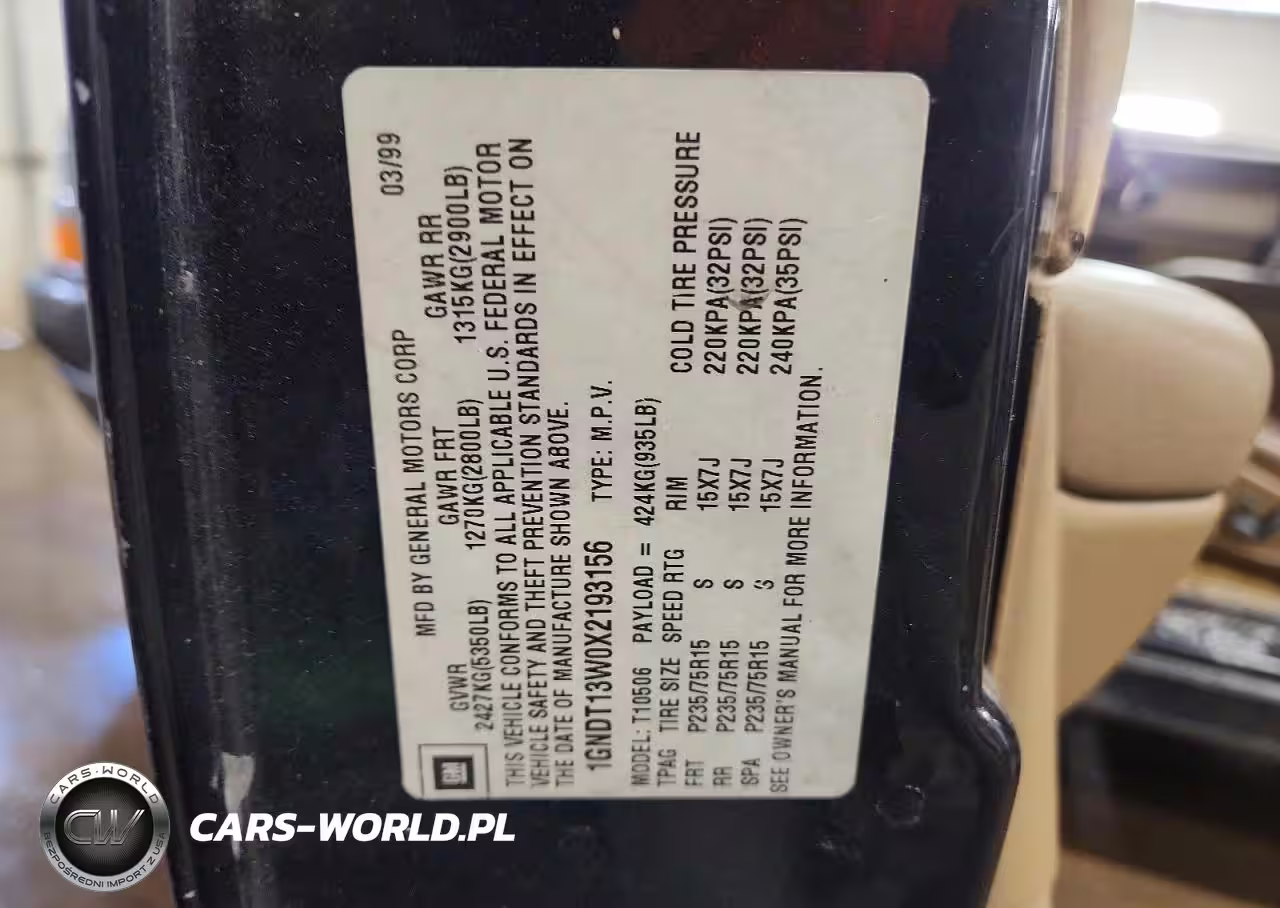 MFD BY GENERAL MOTORS CORP 03/99
GVWR GAWR FRT GAWR RR
2427KG(5350LB) 1270KG(2800LB) 1315KG(2900LB)
THIS VEHICLE CONFORMS TO ALL APPLICABLE U.S. FEDERAL MOTOR
VEHICLE SAFETY AND THEFT PREVENTION STANDARDS IN EFFECT ON
THE DATE OF MANUFACTURE SHOWN ABOVE.
1GNDT13W0X2193156 TYPE: M.P.V.
MODEL: T10506 PAYLOAD = 424KG(935LB)
TPAG TIRE SIZE SPEED RTG RIM COLD TIRE PRESSURE
FRT P235/75R15 S 15X7J 220KPA(32PSI)
RR P235/75R15 S 15X7J 220KPA(32PSI)
SPA P235/75R15 S 15X7J 240KPA(35PSI)
SEE OWNER'S MANUAL FOR MORE INFORMATION.
GM
CARS-WORLD
CW
BEZPOŚREDNI IMPORT Z USA
CARS-WORLD.PL